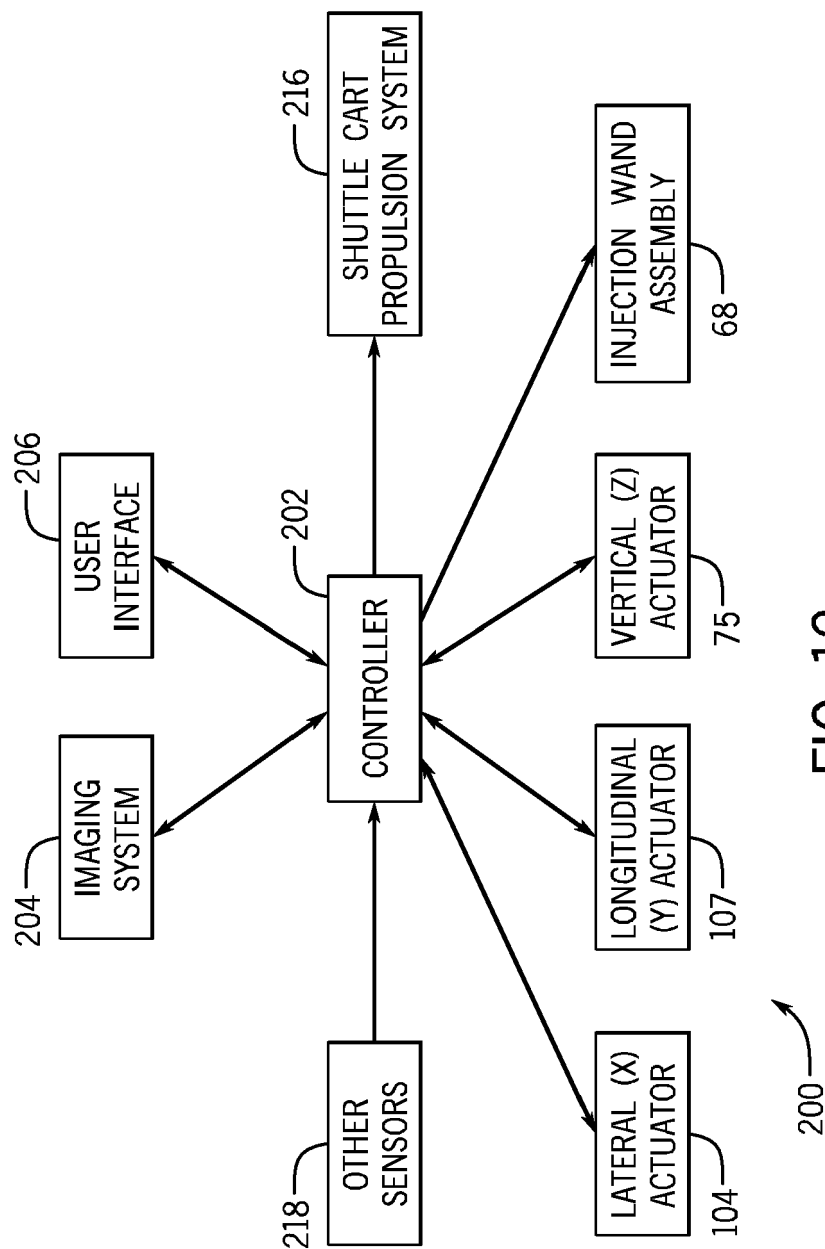 204
IMAGING
SYSTEM
206
USER
INTERFACE
218
OTHER
SENSORS
202
CONTROLLER
216
SHUTTLE CART
PROPULSION SYSTEM
LATERAL (X)
ACTUATOR
104
LONGITUDINAL
(Y) ACTUATOR
107
VERTICAL (Z)
ACTUATOR
75
INJECTION WAND
ASSEMBLY
68
200
FIG.